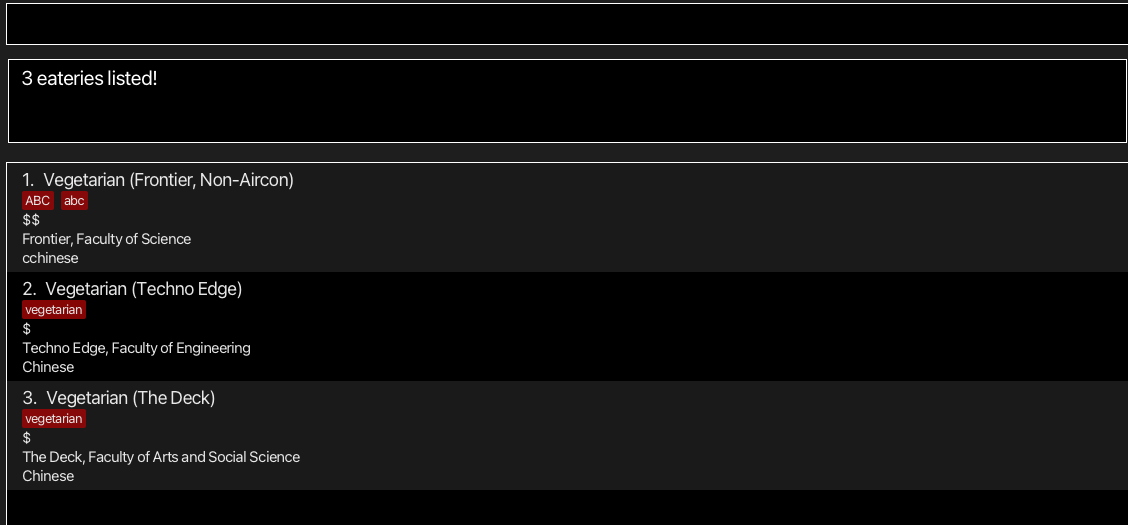 3 eateries listed!
1. Vegetarian (Frontier, Non-Aircon)
ABC abc
$$
Frontier, Faculty of Science
cchinese
2. Vegetarian (Techno Edge)
vegetarian
$
Techno Edge, Faculty of Engineering
Chinese
3. Vegetarian (The Deck)
vegetarian
$
The Deck, Faculty of Arts and Social Science
Chinese